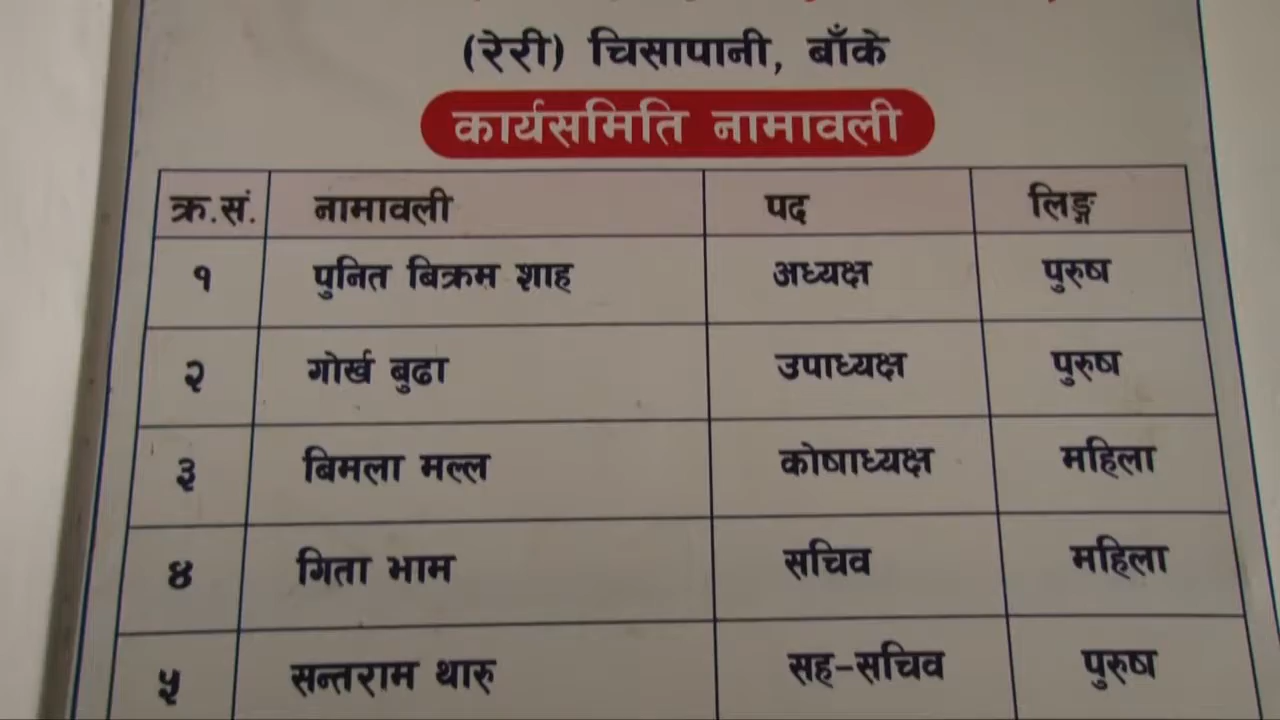 (रेरी) चिसापानी, बाँके
कार्यसमिति नामावली
क्र.सं. नामावली पद लिङ्ग
१ पुनित बिक्रम शाह अध्यक्ष पुरुष
२ गोर्ख बुढा उपाध्यक्ष पुरुष
३ बिमला मल्ल कोषाध्यक्ष महिला
४ गिता भाम सचिव महिला
५ सन्तराम थारु सह-सचिव पुरुष